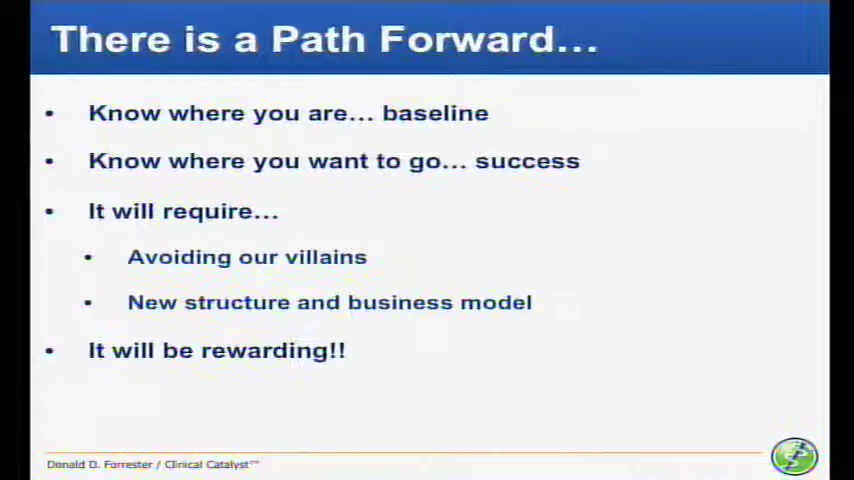 There is a Path Forward…
• Know where you are… baseline
• Know where you want to go… success
• It will require…
• Avoiding our villains
• New structure and business model
• It will be rewarding!!
Donald D. Forrester / Clinical Catalyst™